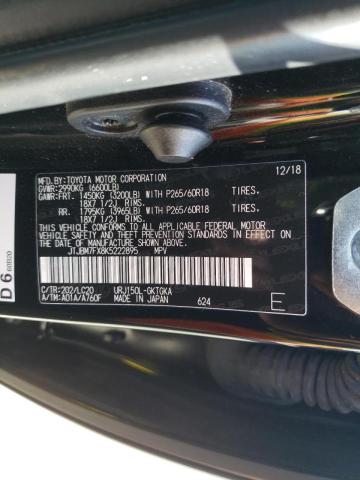 MFD.BY:TOYOTA MOTOR CORPORATION 12/18
GVWR:2990KG (6600LB)
GAWR:FRT. 1450KG (3200LB) WITH P265/60R18 TIRES.
18X7 1/2J RIMS.
RR. 1795KG (3965LB) WITH P265/60R18 TIRES.
18X7 1/2J RIMS.
THIS VEHICLE CONFORMS TO ALL APPLICABLE
FEDERAL MOTOR VEHICLE SAFETY AND THEFT
PREVENTION STANDARDS IN EFFECT ON THE DATE
OF MANUFACTURE SHOWN ABOVE.
JTJBM7FX8K5222895 MPV
C/TR:202/LC20 URJ150L-GKTGKA
A/TM:A01A/A760F MADE IN JAPAN 624 E
D 6